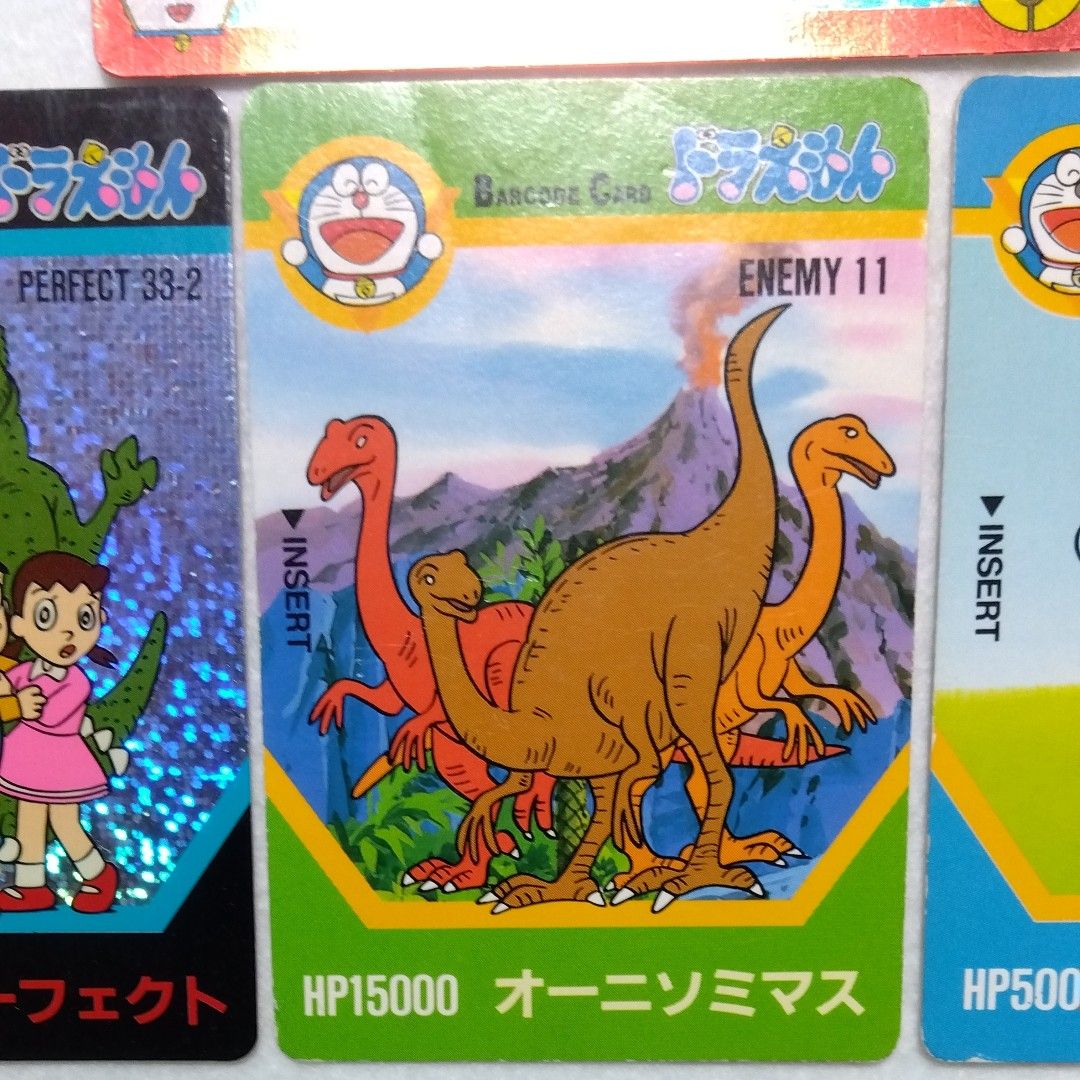 ドラえもん
PERFECT 33-2
ーフェクト
BARCODE CARD ドラえもん
ENEMY 11
▶INSERT
HP15000 オーニソミマス
▶INSERT
HP500